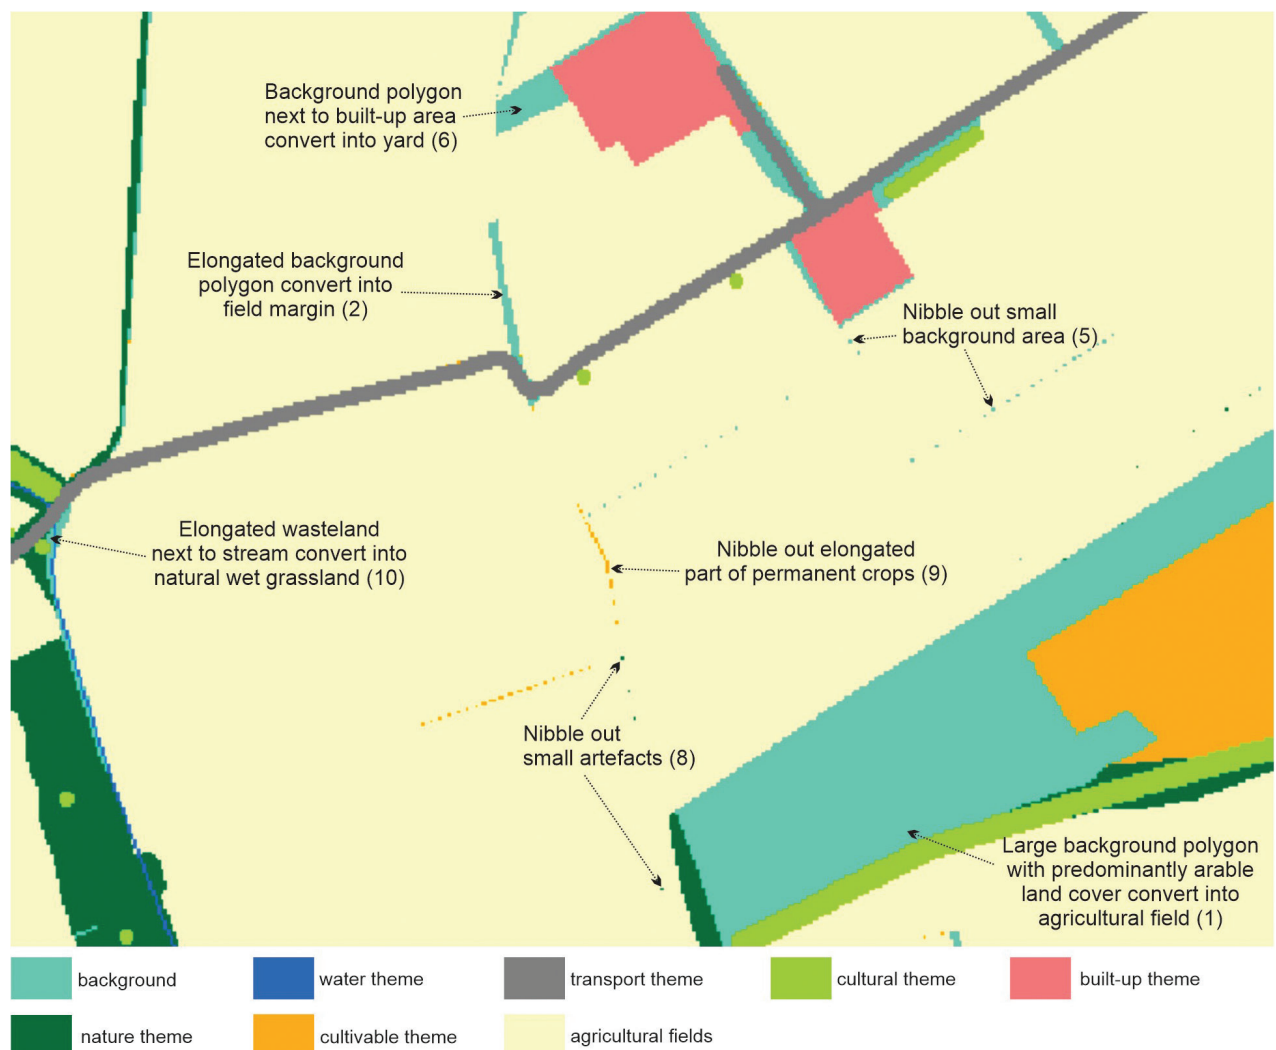 Background polygon
next to built-up area
convert into yard (6)
Elongated background
polygon convert into
field margin (2)
Nibble out small
background area (5)
Elongated wasteland
next to stream convert into
natural wet grassland (10)
Nibble out elongated
part of permanent crops (9)
Nibble out
small artefacts (8)
Large background polygon
with predominantly arable
land cover convert into
agricultural field (1)
background
water theme
transport theme
cultural theme
built-up theme
nature theme
cultivable theme
agricultural fields